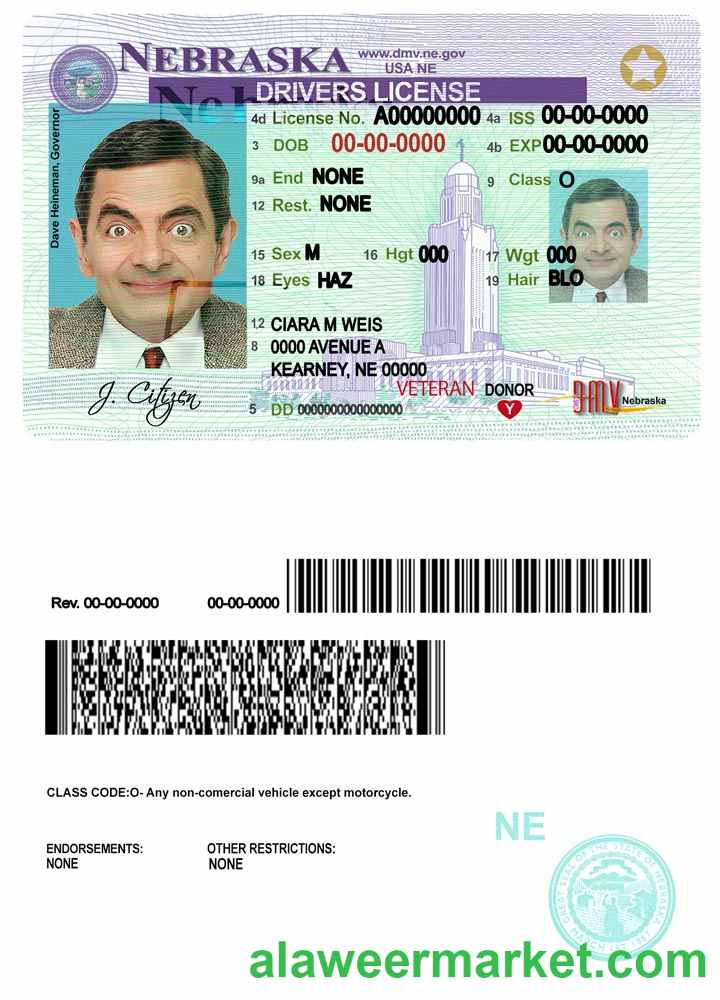 NEBRASKA www.dmv.ne.gov
USA NE
DRIVERS LICENSE
Dave Heineman, Governor
4d License No. A00000000 4a ISS 00-00-0000
3 DOB 00-00-0000 4b EXP 00-00-0000
9a End NONE 9 Class O
12 Rest. NONE
15 Sex M 16 Hgt 000 17 Wgt 000
18 Eyes HAZ 19 Hair BLO
1,2 CIARA M WEIS
8 0000 AVENUE A
KEARNEY, NE 00000
VETERAN DONOR
Y
DMV Nebraska
J. Citizen
5 DD 0000000000000000
Rev. 00-00-0000 00-00-0000
CLASS CODE:O- Any non-comercial vehicle except motorcycle.
ENDORSEMENTS: OTHER RESTRICTIONS:
NONE NONE
NE
GREAT SEAL OF THE STATE OF NEBRASKA
MARCH 1ST 1867
alaweermarket.com